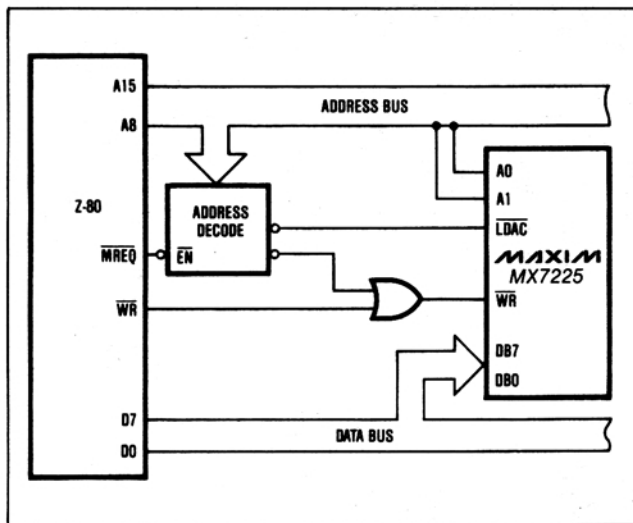 A15
ADDRESS BUS
A8
Z-80
ADDRESS
DECODE
MREQ
EN
WR
A0
A1
LDAC
MAXIM
MX7225
WR
DB7
DB0
D7
DATA BUS
D0